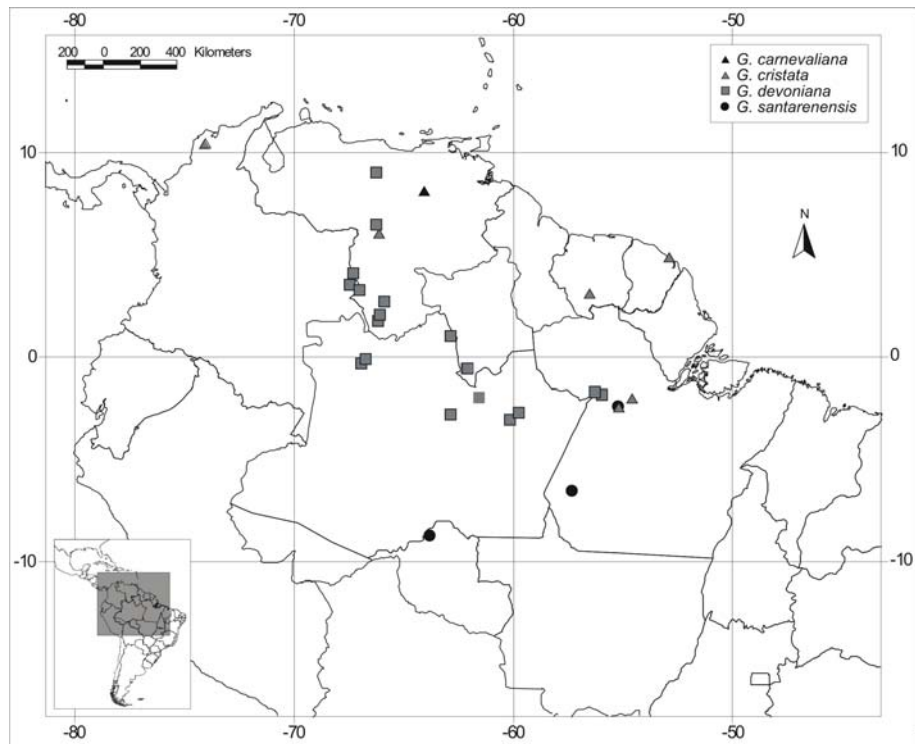 -80 -70 -60 -50
200 0 200 400 Kilometers
G. carnevaliana
G. cristata
G. devoniana
G. santarenensis
10 10
N
0 0
-10 -10
-80 -70 -60 -50